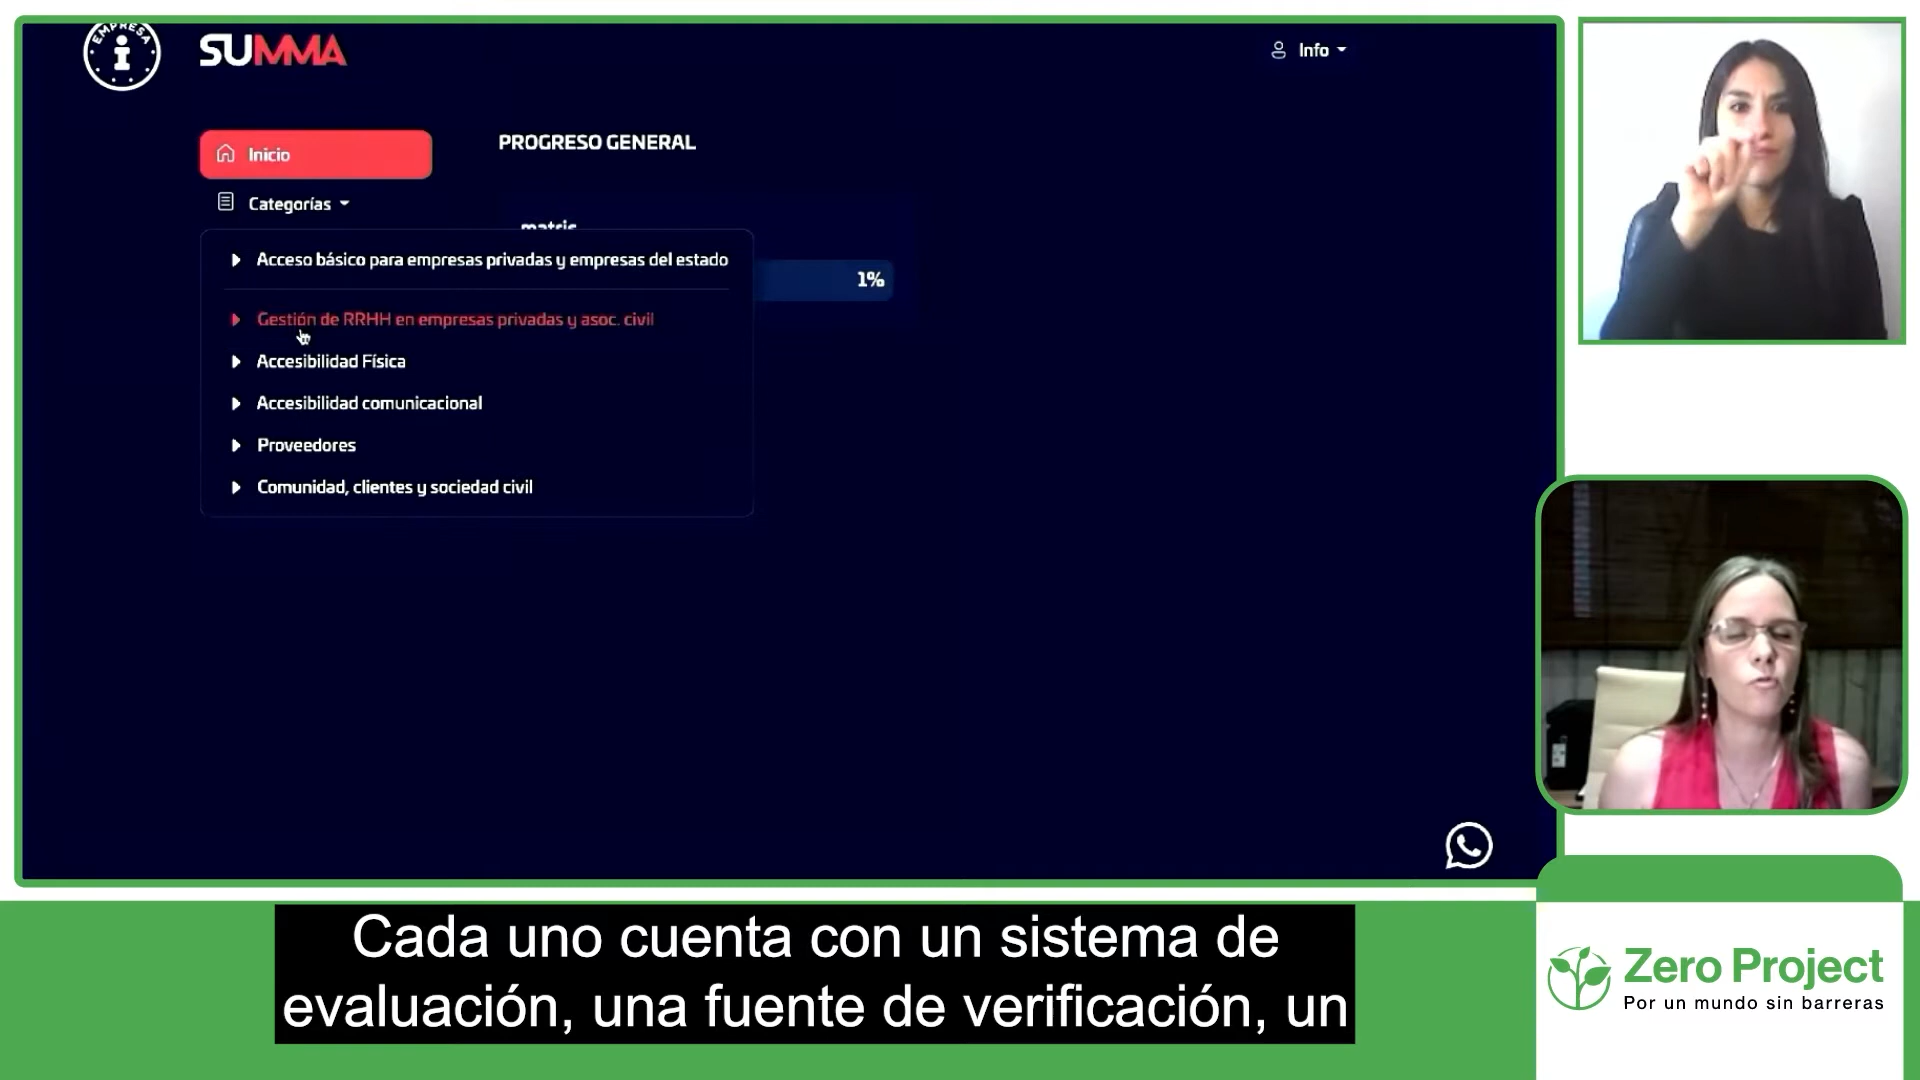 EMPRESA
SUMMA
Info
Inicio
PROGRESO GENERAL
Categorías
matric
Acceso básico para empresas privadas y empresas del estado
1%
Gestión de RRHH en empresas privadas y asoc. civil
Accesibilidad Física
Accesibilidad comunicacional
Proveedores
Comunidad, clientes y sociedad civil
Cada uno cuenta con un sistema de
evaluación, una fuente de verificación, un
Zero Project
Por un mundo sin barreras